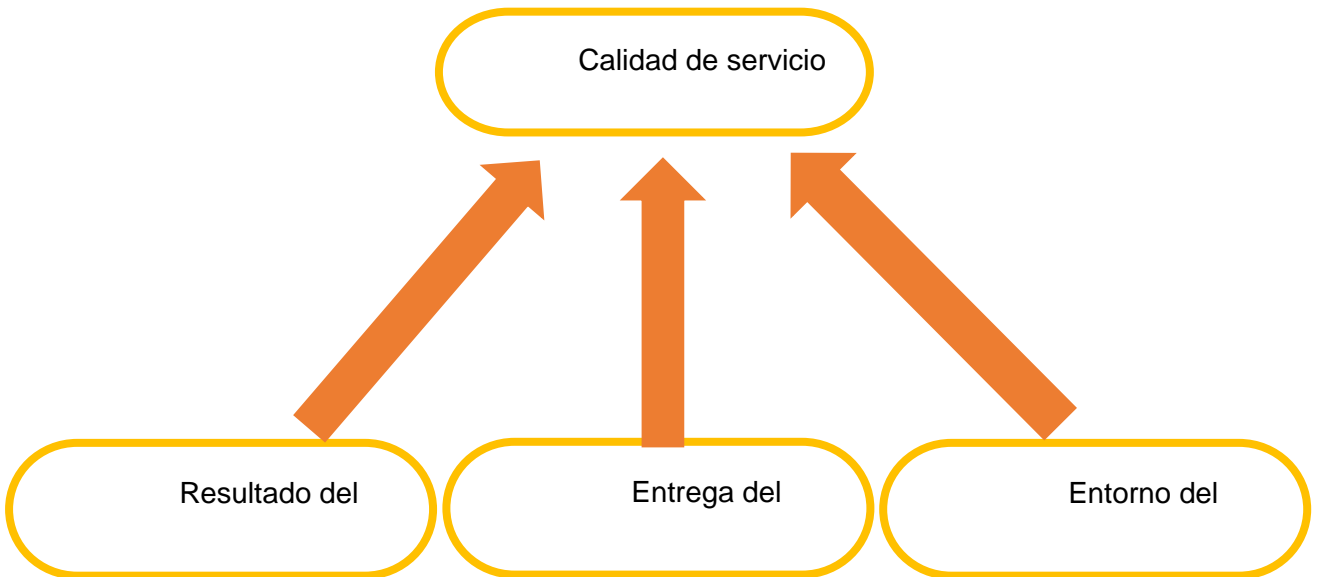 Calidad de servicio
Resultado del
Entrega del
Entorno del